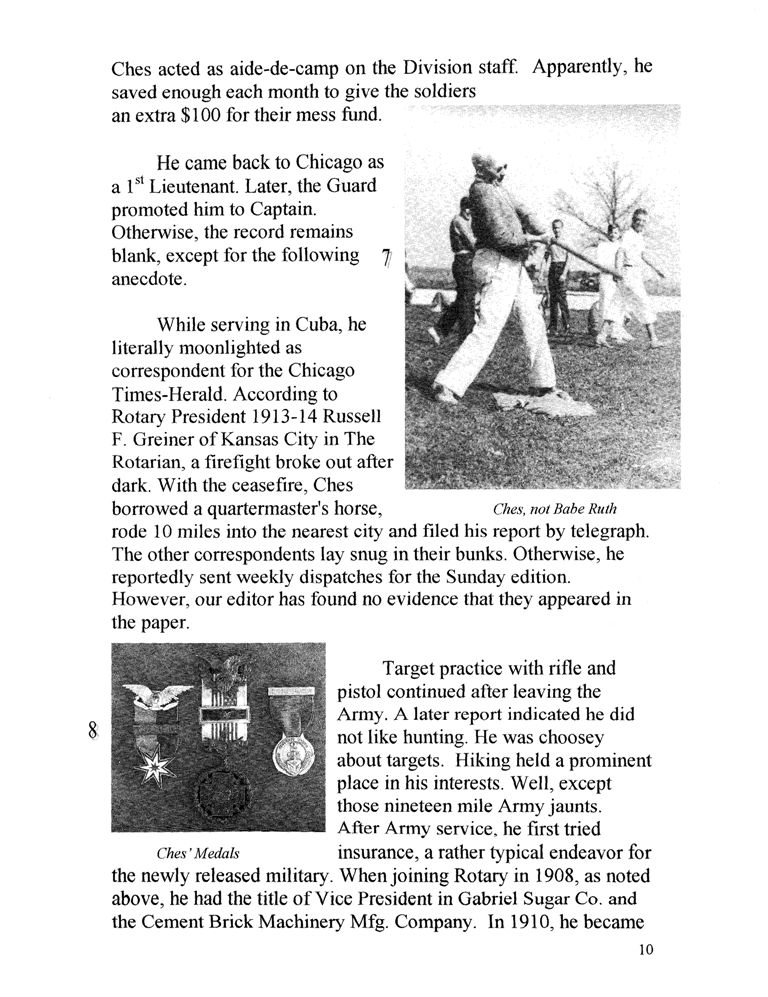 Ches acted as aide-de-camp on the Division staff. Apparently, he
saved enough each month to give the soldiers
an extra $100 for their mess fund.
He came back to Chicago as
a 1st Lieutenant. Later, the Guard
promoted him to Captain.
Otherwise, the record remains
blank, except for the following
anecdote.
7
While serving in Cuba, he
literally moonlighted as
correspondent for the Chicago
Times-Herald. According to
Rotary President 1913-14 Russell
F. Greiner of Kansas City in The
Rotarian, a firefight broke out after
dark. With the ceasefire, Ches
borrowed a quartermaster's horse,
Ches, not Babe Ruth
rode 10 miles into the nearest city and filed his report by telegraph.
The other correspondents lay snug in their bunks. Otherwise, he
reportedly sent weekly dispatches for the Sunday edition.
However, our editor has found no evidence that they appeared in
the paper.
8
Ches' Medals
Target practice with rifle and
pistol continued after leaving the
Army. A later report indicated he did
not like hunting. He was choosey
about targets. Hiking held a prominent
place in his interests. Well, except
those nineteen mile Army jaunts.
After Army service, he first tried
insurance, a rather typical endeavor for
the newly released military. When joining Rotary in 1908, as noted
above, he had the title of Vice President in Gabriel Sugar Co. and
the Cement Brick Machinery Mfg. Company. In 1910, he became
10